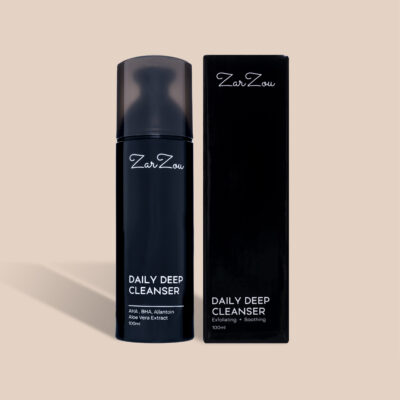 ZarZou
DAILY DEEP
CLEANSER
AHA, BHA, Allantoin
Aloe Vera Extract
100ml
ZarZou
DAILY DEEP
CLEANSER
Exfoliating + Soothing
100ml